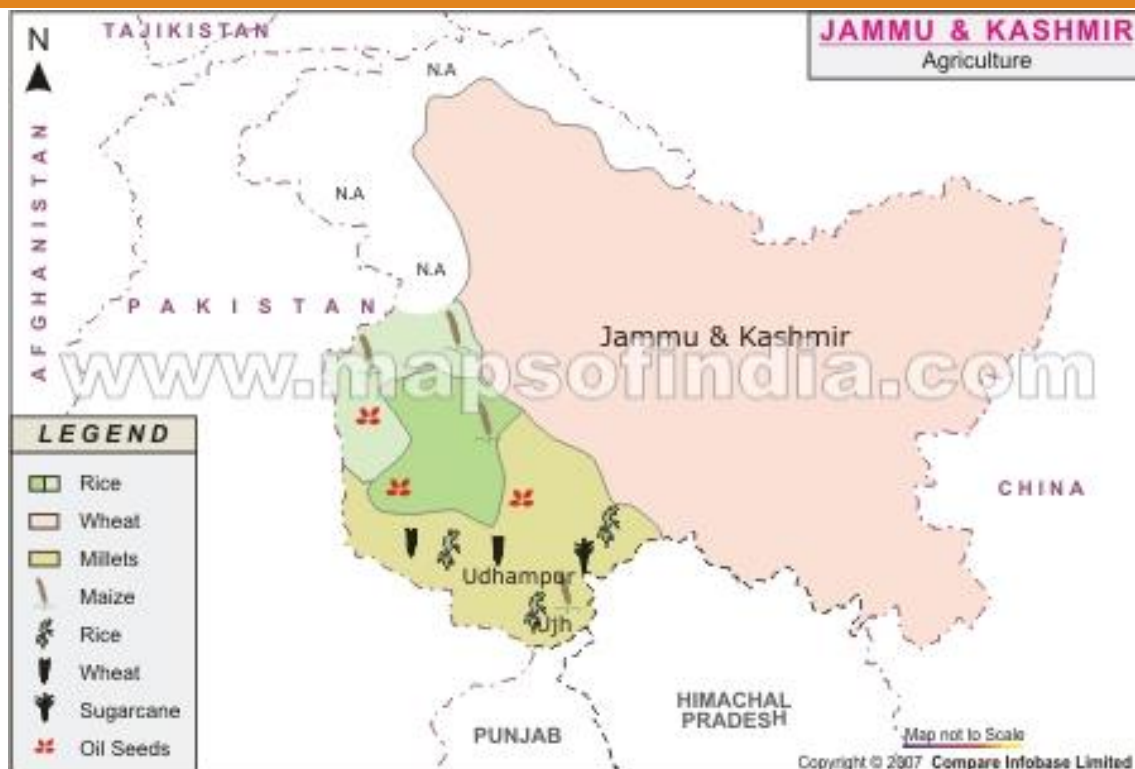 N
TAJIKISTAN
JAMMU & KASHMIR
Agriculture
N.A
AFGHANISTAN
N.A
N.A
PAKISTAN
Jammu & Kashmir
www.mapsofindia.com
LEGEND
Rice
Wheat
Millets
Maize
Rice
Wheat
Sugarcane
Oil Seeds
CHINA
Udhampur
Ujh
HIMACHAL
PRADESH
PUNJAB
Map not to Scale
Copyright © 2007 Compare Infobase Limited